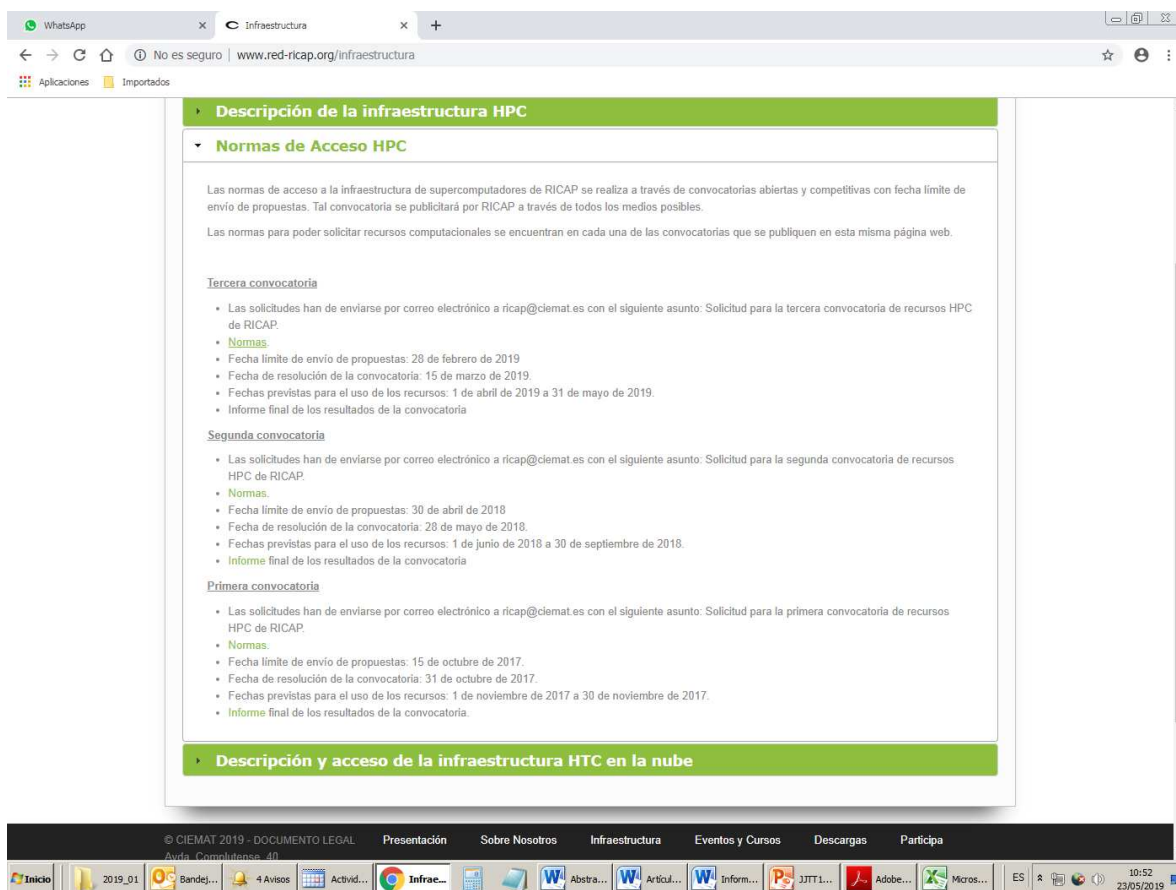 WhatsApp
Infraestructura
No es seguro | www.red-ricap.org/infraestructura
Aplicaciones
Importados
Descripción de la infraestructura HPC
Normas de Acceso HPC
Las normas de acceso a la infraestructura de supercomputadores de RICAP se realiza a través de convocatorias abiertas y competitivas con fecha límite de
envío de propuestas. Tal convocatoria se publicitará por RICAP a través de todos los medios posibles.
Las normas para poder solicitar recursos computacionales se encuentran en cada una de las convocatorias que se publiquen en esta misma página web.
Tercera convocatoria
• Las solicitudes han de enviarse por correo electrónico a ricap@ciemat.es con el siguiente asunto: Solicitud para la tercera convocatoria de recursos HPC
de RICAP.
• Normas.
• Fecha límite de envío de propuestas: 28 de febrero de 2019
• Fecha de resolución de la convocatoria: 15 de marzo de 2019.
• Fechas previstas para el uso de los recursos: 1 de abril de 2019 a 31 de mayo de 2019.
• Informe final de los resultados de la convocatoria
Segunda convocatoria
• Las solicitudes han de enviarse por correo electrónico a ricap@ciemat.es con el siguiente asunto: Solicitud para la segunda convocatoria de recursos
HPC de RICAP.
• Normas.
• Fecha límite de envío de propuestas: 30 de abril de 2018
• Fecha de resolución de la convocatoria: 28 de mayo de 2018.
• Fechas previstas para el uso de los recursos: 1 de junio de 2018 a 30 de septiembre de 2018.
• Informe final de los resultados de la convocatoria
Primera convocatoria
• Las solicitudes han de enviarse por correo electrónico a ricap@ciemat.es con el siguiente asunto: Solicitud para la primera convocatoria de recursos
HPC de RICAP.
• Normas.
• Fecha límite de envío de propuestas: 15 de octubre de 2017.
• Fecha de resolución de la convocatoria: 31 de octubre de 2017.
• Fechas previstas para el uso de los recursos: 1 de noviembre de 2017 a 30 de noviembre de 2017.
• Informe final de los resultados de la convocatoria.
Descripción y acceso de la infraestructura HTC en la nube
© CIEMAT 2019 - DOCUMENTO LEGAL Presentación Sobre Nosotros Infraestructura Eventos y Cursos Descargas Participa
Avda. Complutense, 40
Inicio 2019_01 Bandej... 4 Avisos Activid... Infrae... Abstra... Artícul... Inform... JJTT1... Adobe... Micros... ES 10:52
23/05/2019